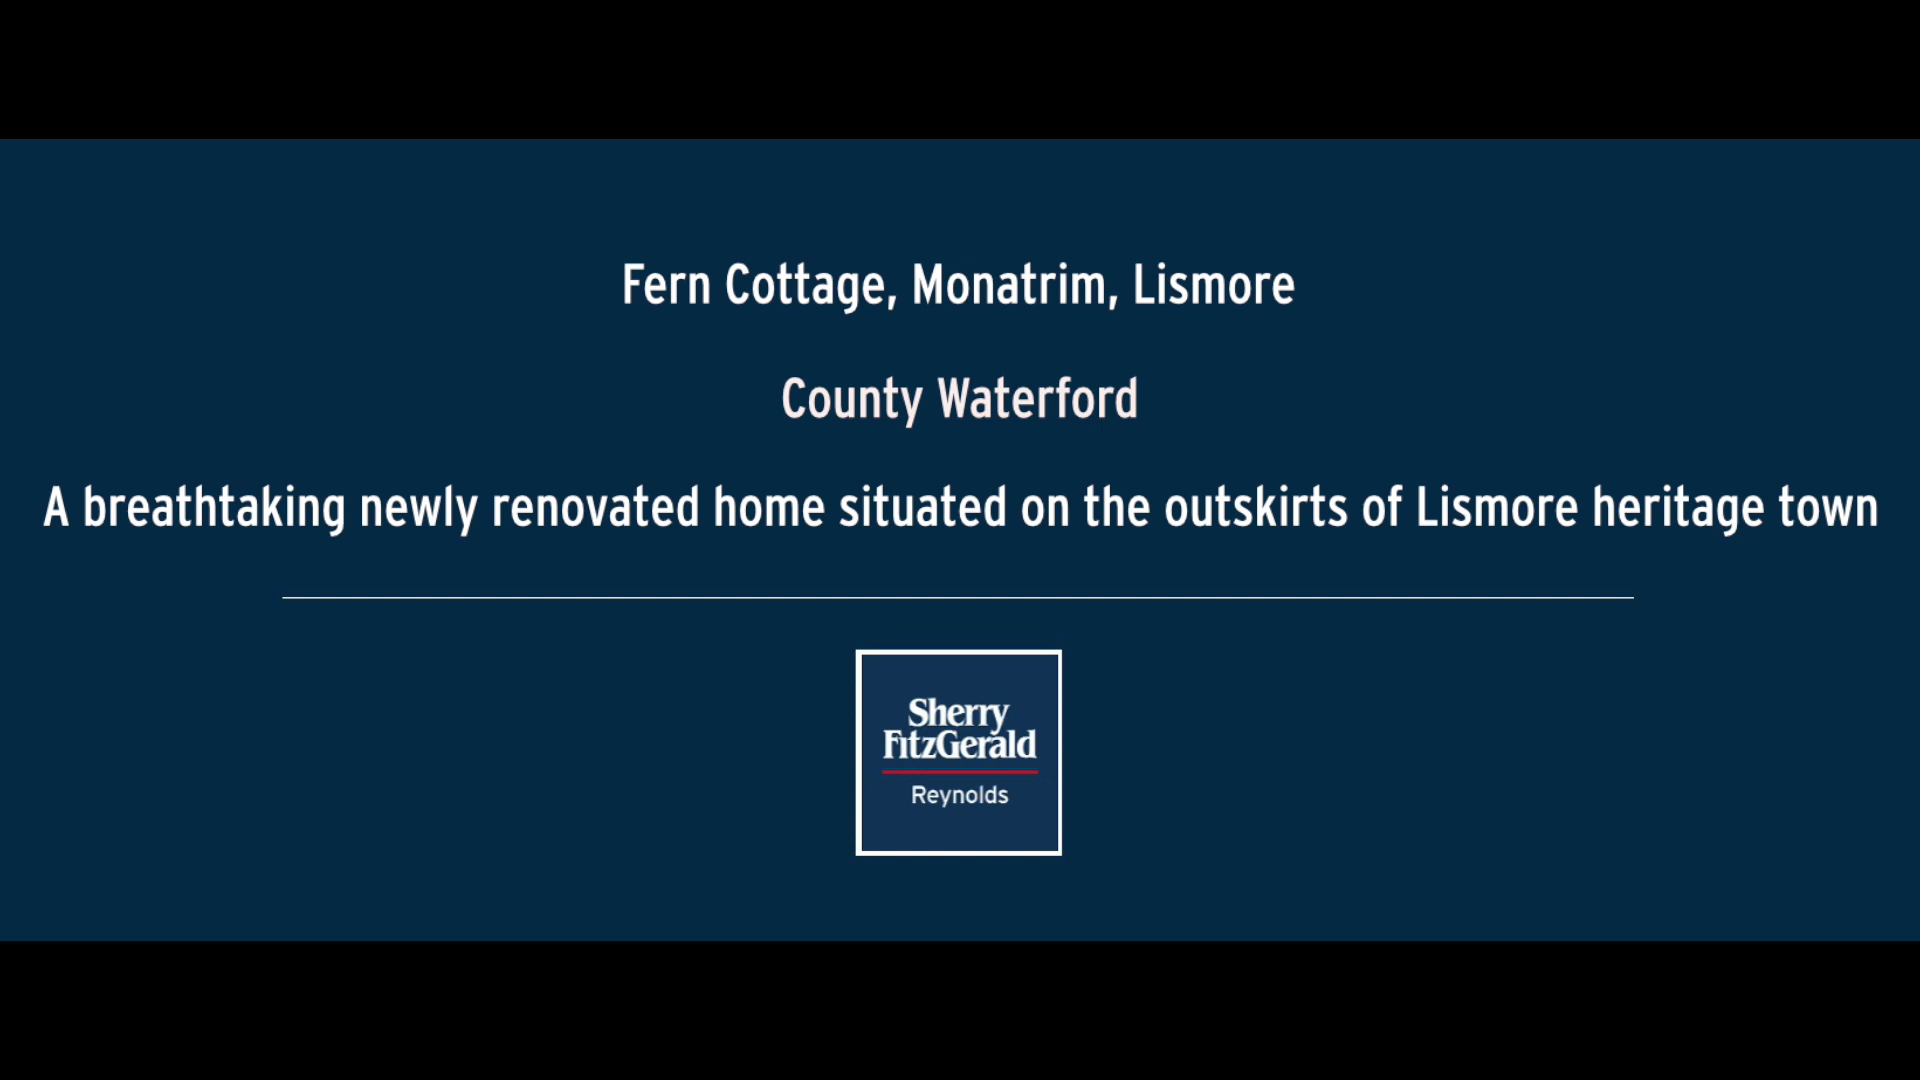 Fern Cottage, Monatrim, Lismore
County Waterford
A breathtaking newly renovated home situated on the outskirts of Lismore heritage town
Sherry
FitzGerald
Reynolds